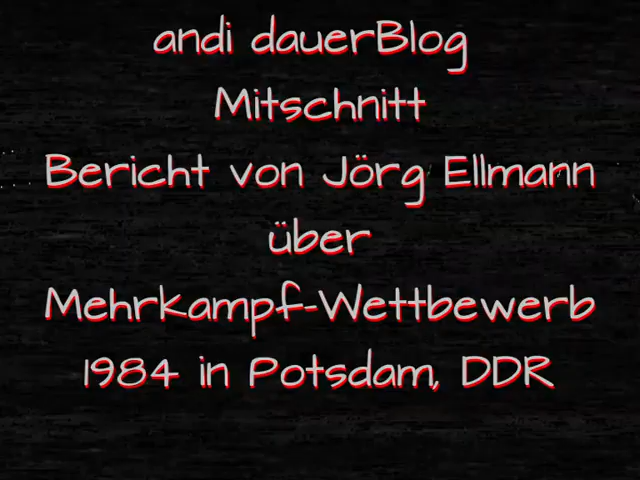 andi dauerBlog
Mitschnitt
Bericht von Jörg Ellmann
über
Mehrkampf-Wettbewerb
1984 in Potsdam, DDR